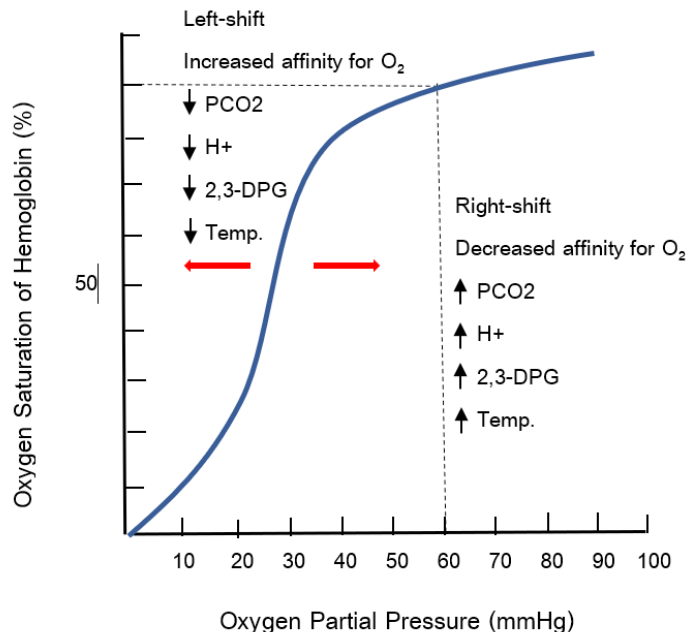 Left-shift
Increased affinity for O₂
PCO2
H+
2,3-DPG
Temp.
Right-shift
Decreased affinity for O₂
PCO2
H+
2,3-DPG
Temp.
Oxygen Saturation of Hemoglobin (%)
50
10 20 30 40 50 60 70 80 90 100
Oxygen Partial Pressure (mmHg)